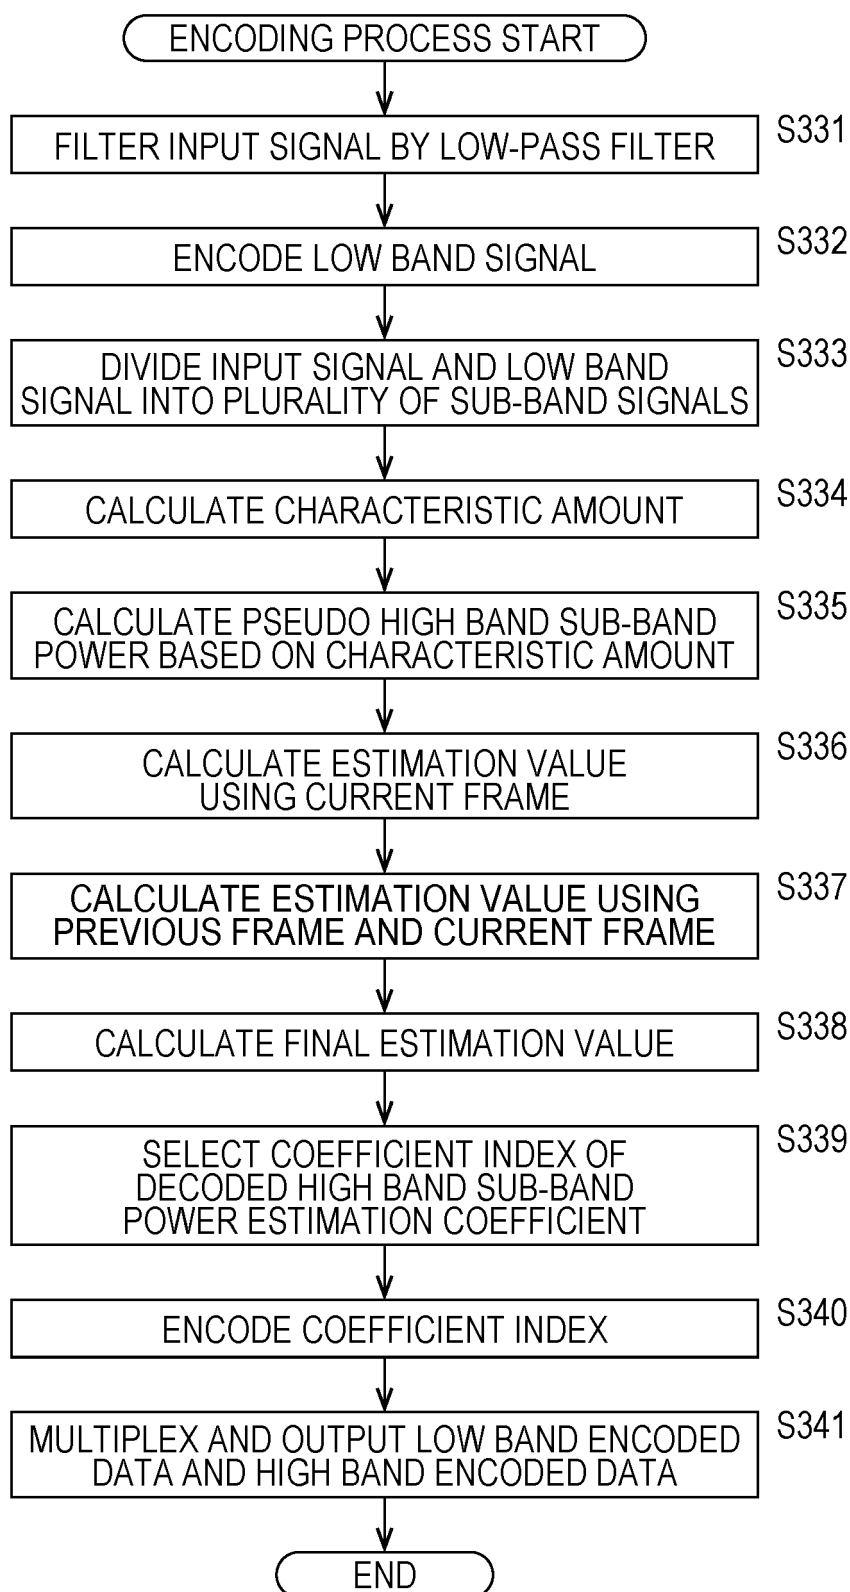 ENCODING PROCESS START
S331
FILTER INPUT SIGNAL BY LOW-PASS FILTER
S332
ENCODE LOW BAND SIGNAL
S333
DIVIDE INPUT SIGNAL AND LOW BAND
SIGNAL INTO PLURALITY OF SUB-BAND SIGNALS
S334
CALCULATE CHARACTERISTIC AMOUNT
S335
CALCULATE PSEUDO HIGH BAND SUB-BAND
POWER BASED ON CHARACTERISTIC AMOUNT
S336
CALCULATE ESTIMATION VALUE
USING CURRENT FRAME
S337
CALCULATE ESTIMATION VALUE USING
PREVIOUS FRAME AND CURRENT FRAME
S338
CALCULATE FINAL ESTIMATION VALUE
S339
SELECT COEFFICIENT INDEX OF
DECODED HIGH BAND SUB-BAND
POWER ESTIMATION COEFFICIENT
S340
ENCODE COEFFICIENT INDEX
S341
MULTIPLEX AND OUTPUT LOW BAND ENCODED
DATA AND HIGH BAND ENCODED DATA
END